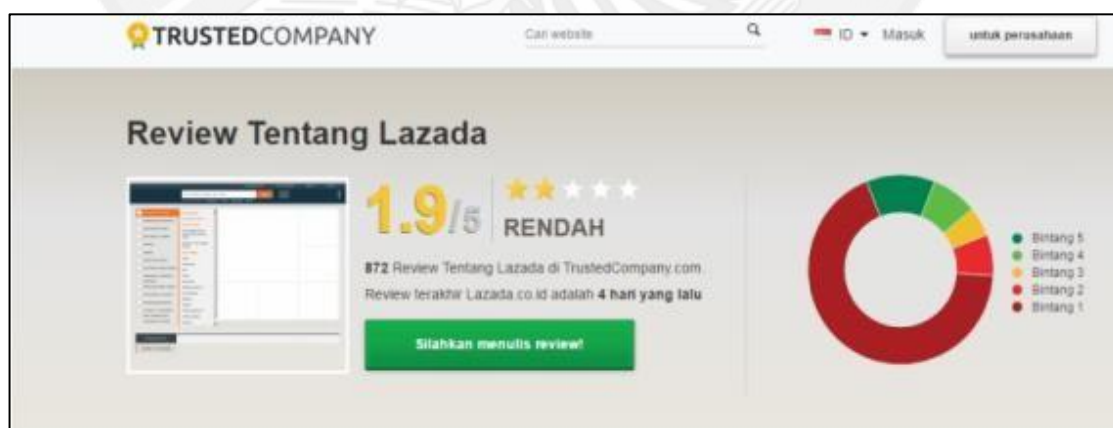 TRUSTEDCOMPANY
Cari website
ID
Masuk
untuk perusahaan
Review Tentang Lazada
1.9/5
RENDAH
872 Review Tentang Lazada di TrustedCompany.com
Review terakhir Lazada.co.id adalah 4 hari yang lalu
Silahkan menulis review!
Bintang 5
Bintang 4
Bintang 3
Bintang 2
Bintang 1